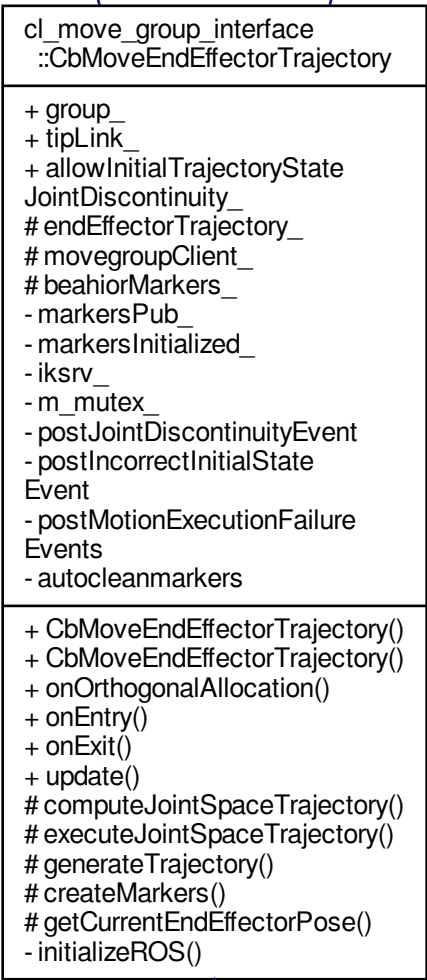 cl_move_group_interface
::CbMoveEndEffectorTrajectory
+ group_
+ tipLink_
+ allowInitialTrajectoryState
JointDiscontinuity_
# endEffectorTrajectory_
# movegroupClient_
# beahiorMarkers_
- markersPub_
- markersInitialized_
- iksrv_
- m_mutex_
- postJointDiscontinuityEvent
- postIncorrectInitialState
Event
- postMotionExecutionFailure
Events
- autocleanmarkers
+ CbMoveEndEffectorTrajectory()
+ CbMoveEndEffectorTrajectory()
+ onOrthogonalAllocation()
+ onEntry()
+ onExit()
+ update()
# computeJointSpaceTrajectory()
# executeJointSpaceTrajectory()
# generateTrajectory()
# createMarkers()
# getCurrentEndEffectorPose()
- initializeROS()